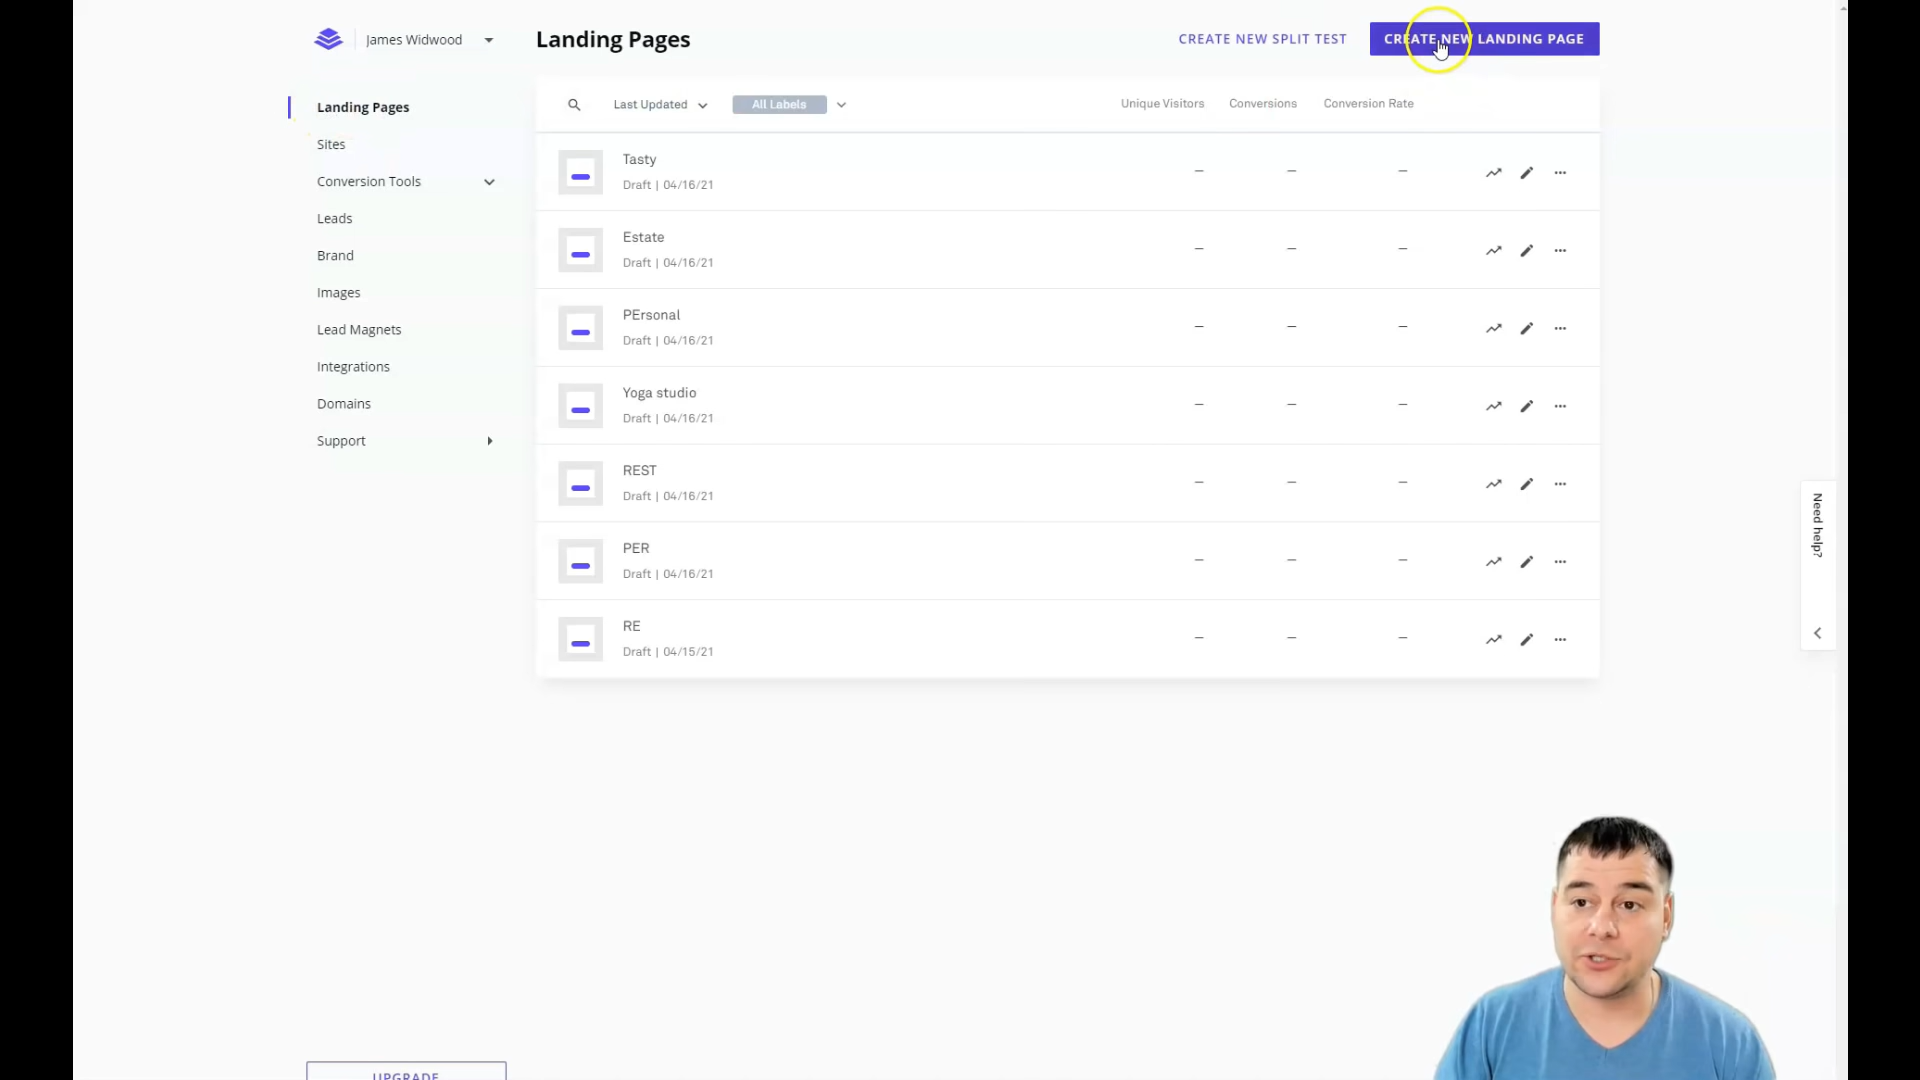 James Widwood
Landing Pages
CREATE NEW SPLIT TEST
CREATE NEW LANDING PAGE
Landing Pages
Sites
Conversion Tools
Leads
Brand
Images
Lead Magnets
Integrations
Domains
Support
UPGRADE
Last Updated
All Labels
Unique Visitors
Conversions
Conversion Rate
Tasty
Draft | 04/16/21
Estate
Draft | 04/16/21
PErsonal
Draft | 04/16/21
Yoga studio
Draft | 04/16/21
REST
Draft | 04/16/21
PER
Draft | 04/16/21
RE
Draft | 04/15/21
Need help?